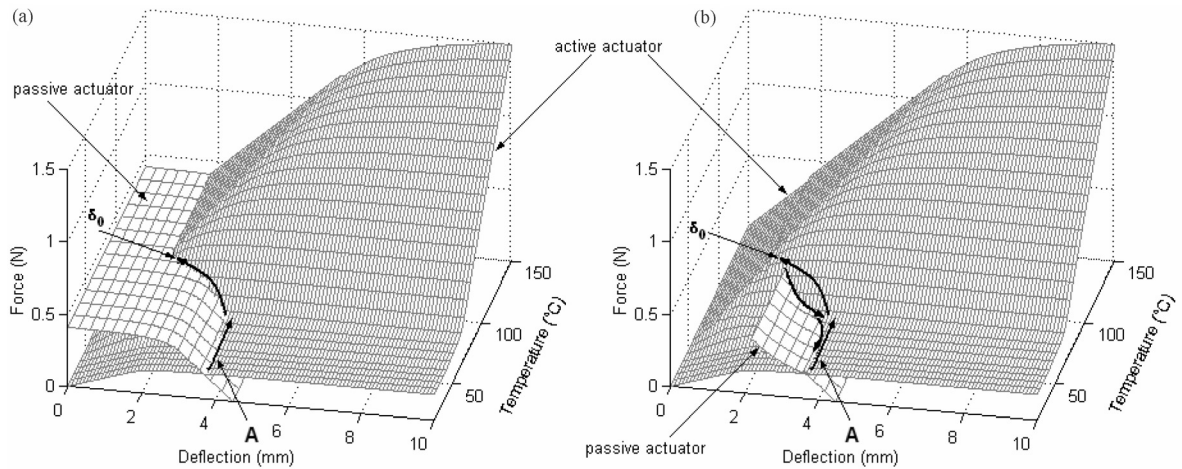 (a)
passive actuator
δ0
1.5
1
0.5
0
Force (N)
0
2
4
6
8
10
Deflection (mm)
A
50
100
150
Temperature (°C)
active actuator
(b)
δ0
1.5
1
0.5
0
Force (N)
0
2
4
6
8
10
Deflection (mm)
A
passive actuator
50
100
150
Temperature (°C)